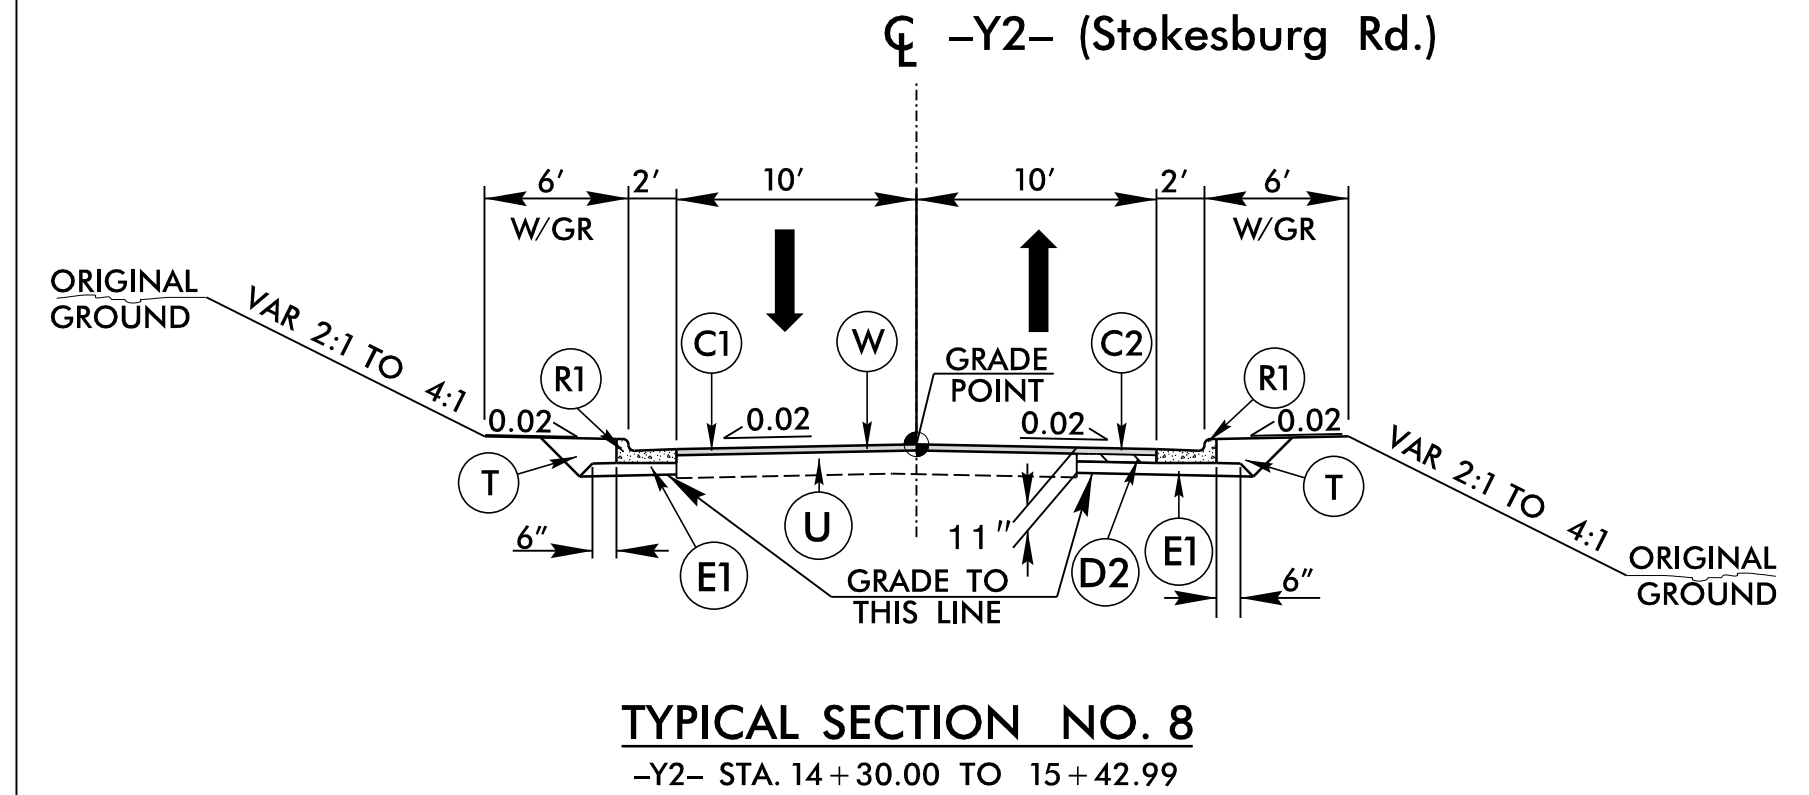 ℄ –Y2– (Stokesburg Rd.)
6' 2' 10' 10' 2' 6'
W/GR W/GR
ORIGINAL
GROUND
VAR 2:1 TO 4:1
C1 W C2
R1 GRADE
POINT R1
0.02 0.02 0.02 0.02
T T
U 11"
6" E1 GRADE TO
THIS LINE D2 E1 6"
VAR 2:1 TO 4:1
ORIGINAL
GROUND
TYPICAL SECTION NO. 8
–Y2– STA. 14+30.00 TO 15+42.99